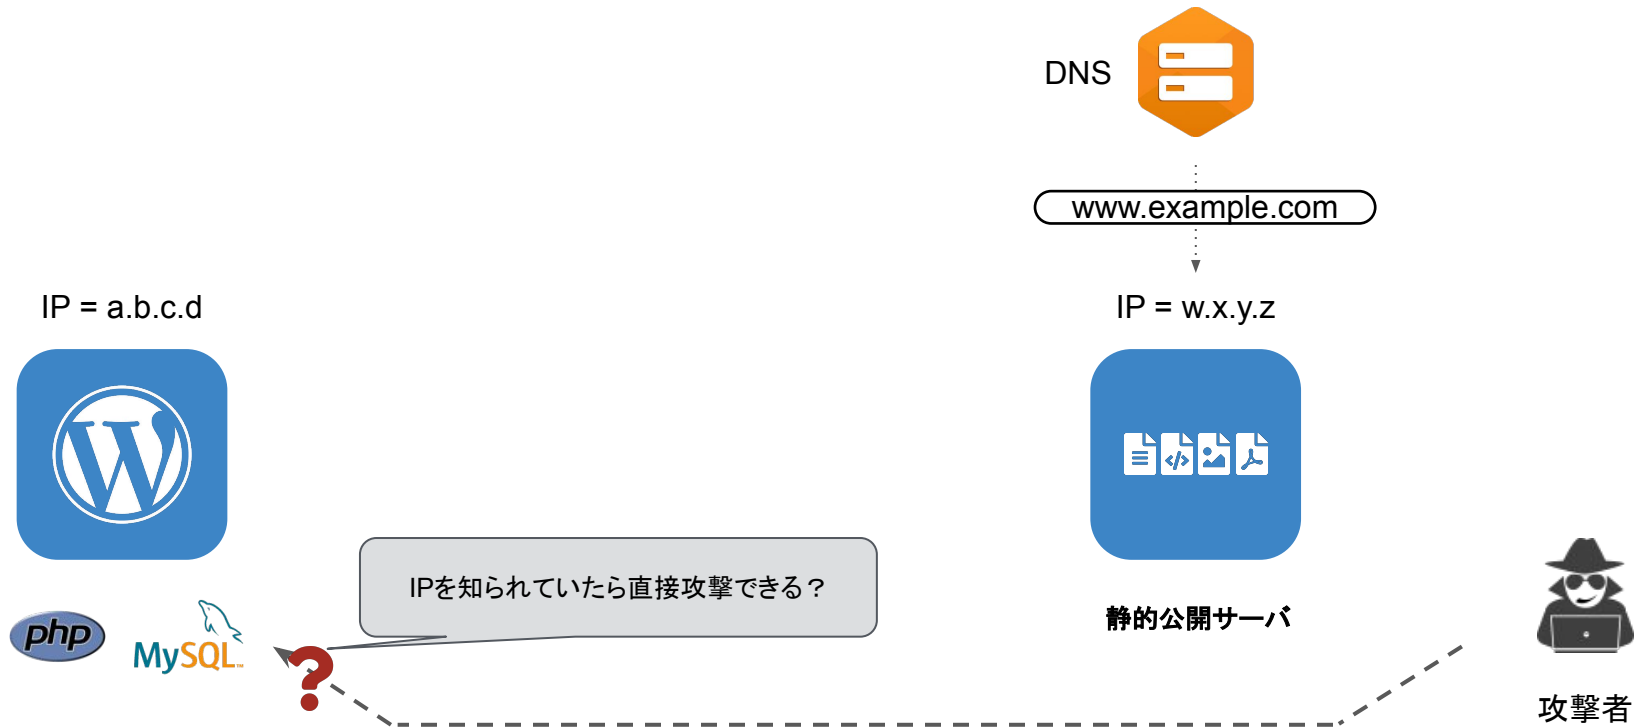 DNS
www.example.com
IP = a.b.c.d
IP = w.x.y.z
IPを知られていたら直接攻撃できる？
静的公開サーバ
php
MySQL™
?
攻撃者